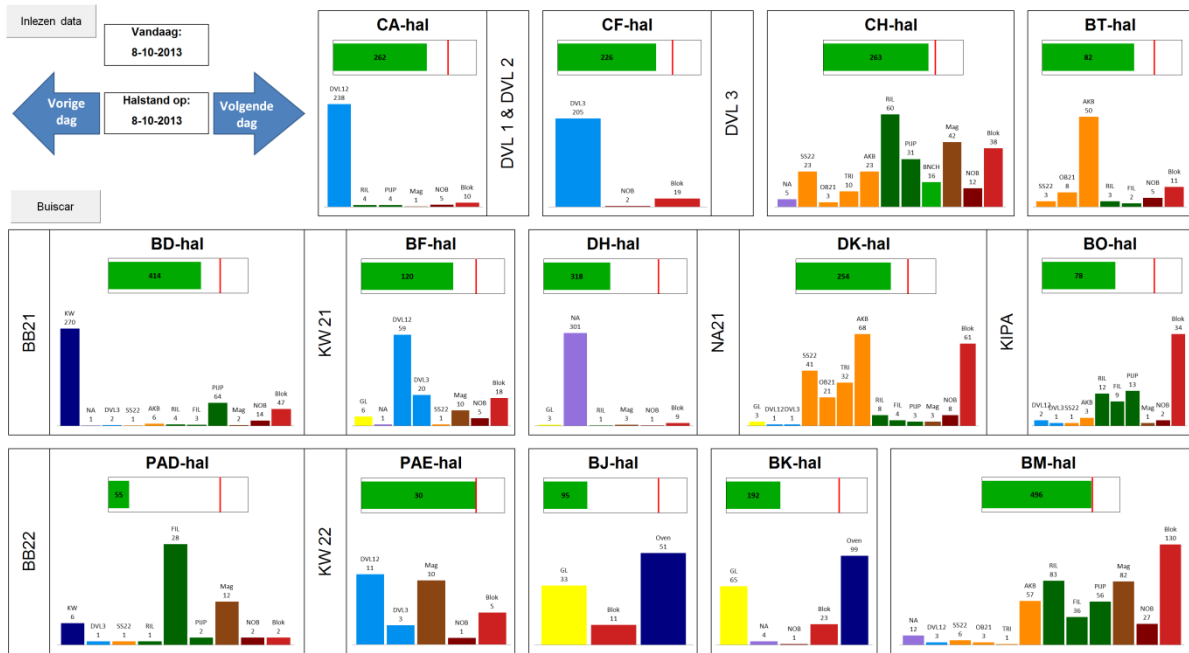 Inlezen data
Vandaag:
8-10-2013
Vorige
dag
Halstand op:
8-10-2013
Volgende
dag
Buiscar
CA-hal
262
DVL12
238
RIL
4
PIJP
4
Mag
1
NOB
5
Blok
10
DVL 1 & DVL 2
CF-hal
226
DVL3
205
NOB
2
Blok
19
DVL 3
CH-hal
263
NA
5
SS22
23
OB21
3
TRI
10
AKB
23
RIL
60
PIJP
31
BNCH
16
Mag
42
NOB
12
Blok
38
BT-hal
82
SS22
3
OB21
8
AKB
50
RIL
3
FIL
2
NOB
5
Blok
11
BB21
BD-hal
414
KW
270
NA
1
DVL3
2
SS22
1
AKB
6
RIL
4
FIL
3
PIJP
64
Mag
2
NOB
14
Blok
47
KW 21
BF-hal
120
GL
6
NA
1
DVL12
59
DVL3
20
SS22
1
Mag
10
NOB
5
Blok
18
DH-hal
318
GL
3
NA
301
RIL
1
Mag
3
NOB
1
Blok
NA21
DK-hal
254
GL
3
DVL12
1
DVL3
1
SS22
41
OB21
21
TRI
32
AKB
68
RIL
8
FIL
4
PIJP
3
Mag
3
NOB
8
Blok
61
KIPA
BO-hal
78
DVL12
2
DVL3
1
SS22
1
AKB
3
RIL
12
FIL
9
PIJP
13
Mag
1
NOB
2
Blok
34
BB22
PAD-hal
55
KW
6
DVL3
1
SS22
1
RIL
1
FIL
28
PIJP
2
Mag
12
NOB
2
Blok
2
KW 22
PAE-hal
30
DVL12
11
DVL3
3
Mag
10
NOB
1
Blok
5
BJ-hal
95
GL
33
Blok
11
Oven
51
BK-hal
192
GL
65
NA
4
NOB
1
Blok
23
Oven
99
BM-hal
496
NA
12
DVL12
3
SS22
6
OB21
3
TRI
1
AKB
57
RIL
83
FIL
36
PIJP
56
Mag
82
NOB
27
Blok
130